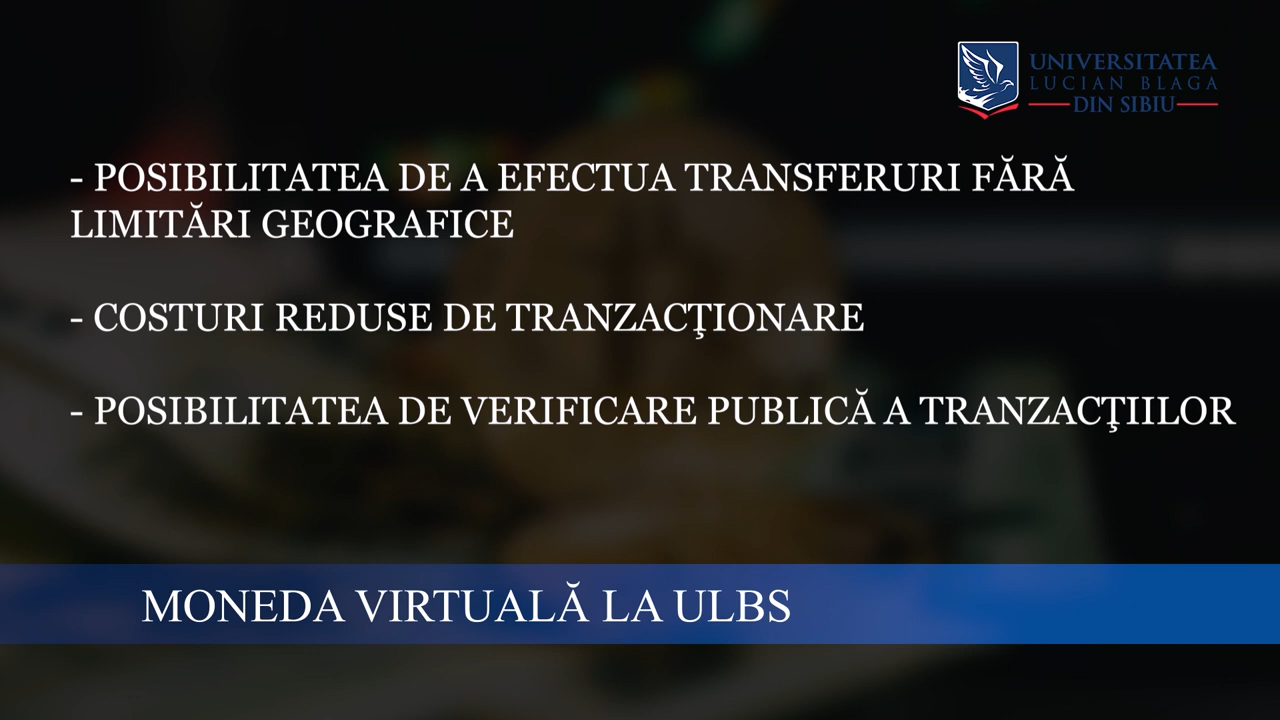 UNIVERSITATEA
LUCIAN BLAGA
DIN SIBIU
- POSIBILITATEA DE A EFECTUA TRANSFERURI FĂRĂ
LIMITĂRI GEOGRAFICE
- COSTURI REDUSE DE TRANZACŢIONARE
- POSIBILITATEA DE VERIFICARE PUBLICĂ A TRANZACŢIILOR
MONEDA VIRTUALĂ LA ULBS